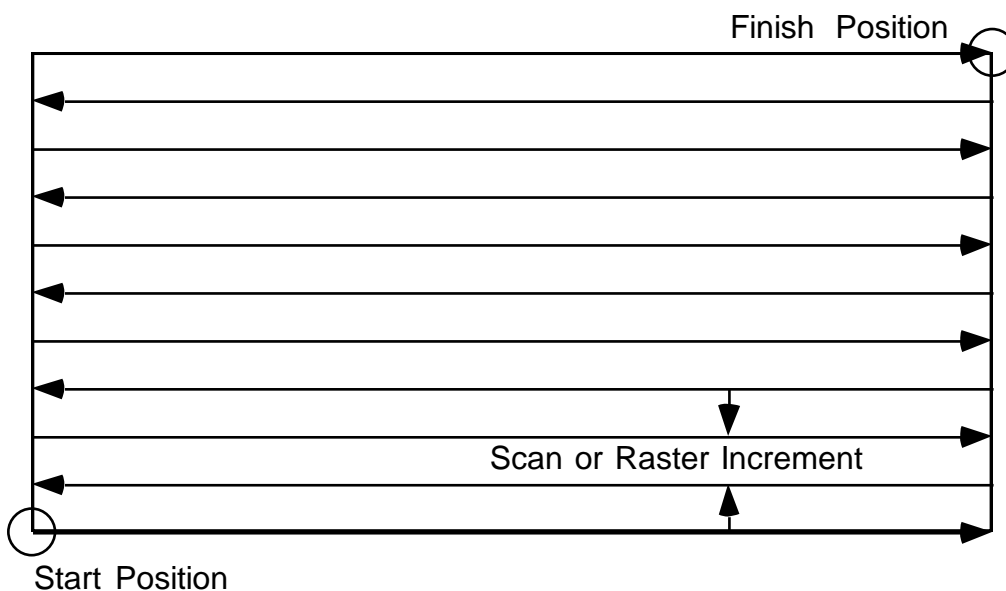 Finish Position
Scan or Raster Increment
Start Position